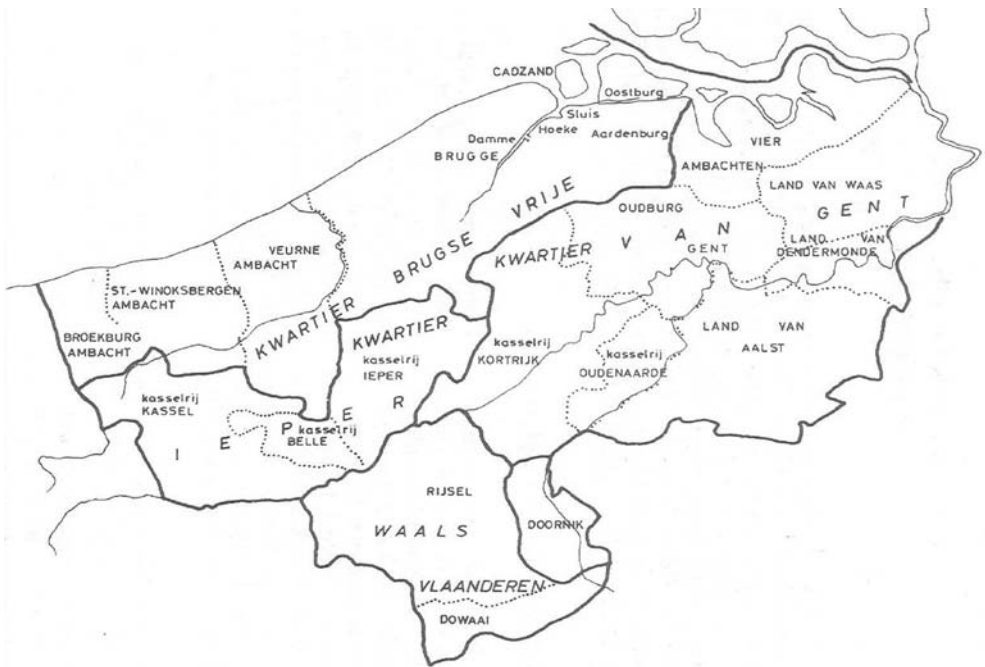 CADZAND
Oostburg
Sluis
Damme Hoeke Aardenburg
BRUGGE
VIER
AMBACHTEN
LAND VAN WAAS
OUDBURG
GENT
LAND VAN
DENDERMONDE
VEURNE
AMBACHT
ST.-WINOKSBERGEN
AMBACHT
BROEKBURG
AMBACHT
KWARTIER BRUGSE VRIJE
KWARTIER VAN GENT
KWARTIER
kasselrij
IEPER
kasselrij
KORTRIJK
kasselrij
OUDENAARDE
LAND VAN
AALST
kasselrij
KASSEL
kasselrij
BELLE
IEPER
RIJSEL
WAALS
DOORNIK
VLAANDEREN
DOWAAI